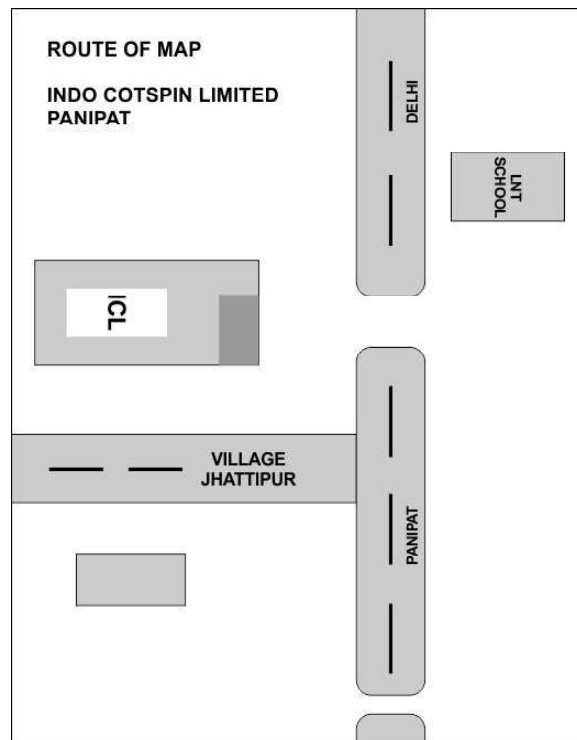 ROUTE OF MAP
INDO COTSPIN LIMITED
PANIPAT
DELHI
LNT
SCHOOL
ICL
VILLAGE
JHATTIPUR
PANIPAT